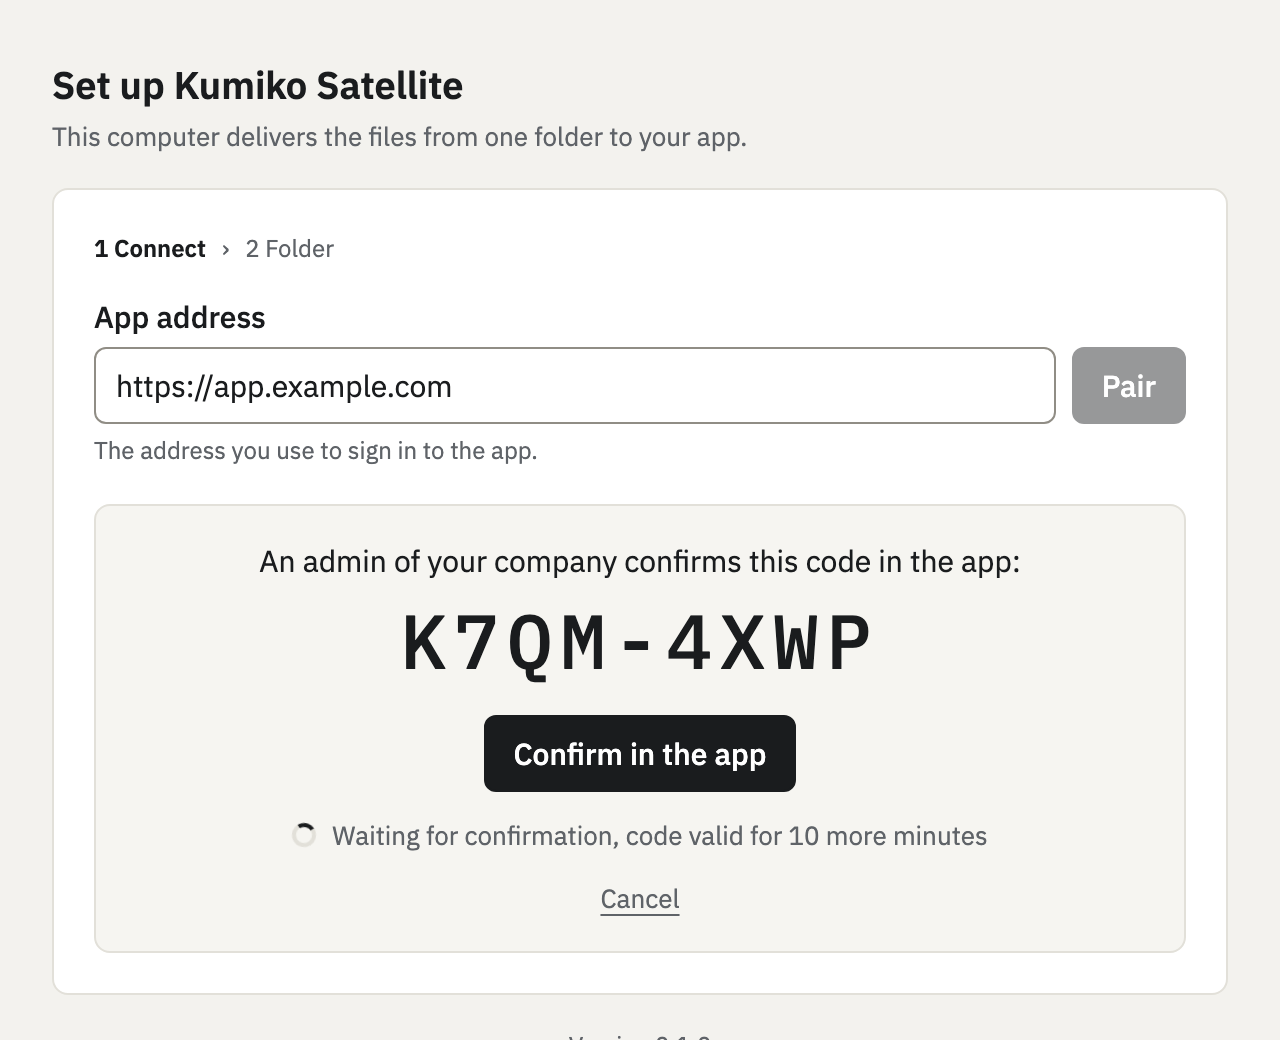 Set up Kumiko Satellite
This computer delivers the files from one folder to your app.
1 Connect › 2 Folder
App address
https://app.example.com
Pair
The address you use to sign in to the app.
An admin of your company confirms this code in the app:
K7QM-4XWP
Confirm in the app
Waiting for confirmation, code valid for 10 more minutes
Cancel